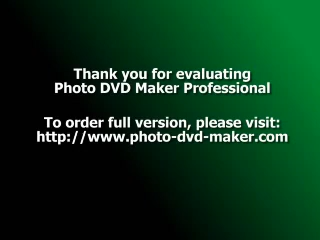 Thank you for evaluating
Photo DVD Maker Professional
To order full version, please visit:
http://www.photo-dvd-maker.com